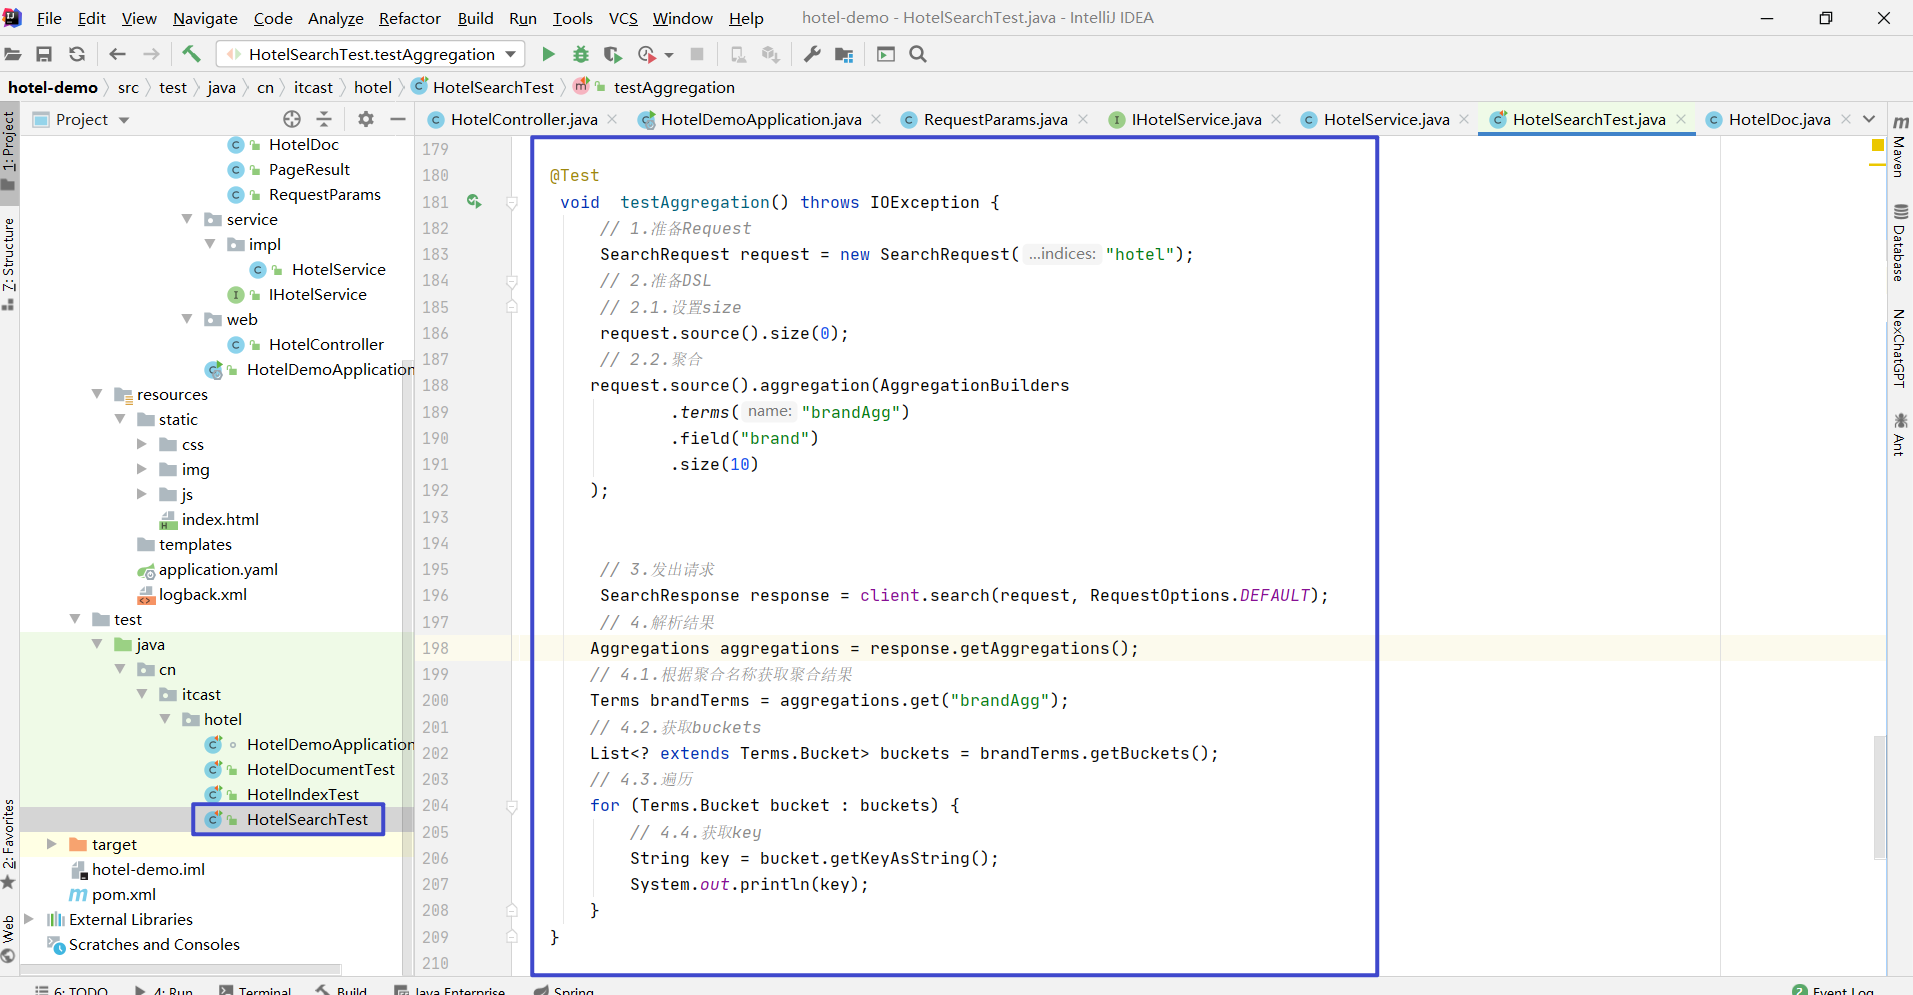 File Edit View Navigate Code Analyze Refactor Build Run Tools VCS Window Help hotel-demo - HotelSearchTest.java - IntelliJ IDEA
HotelSearchTest.testAggregation
hotel-demo src test java cn itcast hotel HotelSearchTest testAggregation
Project
HotelController.java HotelDemoApplication.java RequestParams.java IHotelService.java HotelService.java HotelSearchTest.java HotelDoc.java
1: Project
7: Structure
2: Favorites
Web
HotelDoc
PageResult
RequestParams
service
impl
HotelService
IHotelService
web
HotelController
HotelDemoApplication
resources
static
css
img
js
index.html
templates
application.yaml
logback.xml
test
java
cn
itcast
hotel
HotelDemoApplication
HotelDocumentTest
HotelIndexTest
HotelSearchTest
target
hotel-demo.iml
pom.xml
External Libraries
Scratches and Consoles
179
180 @Test
181 void testAggregation() throws IOException {
182 // 1.准备Request
183 SearchRequest request = new SearchRequest( ...indices: "hotel");
184 // 2.准备DSL
185 // 2.1.设置size
186 request.source().size(0);
187 // 2.2.聚合
188 request.source().aggregation(AggregationBuilders
189 .terms( name: "brandAgg")
190 .field("brand")
191 .size(10)
192 );
193
194
195 // 3.发出请求
196 SearchResponse response = client.search(request, RequestOptions.DEFAULT);
197 // 4.解析结果
198 Aggregations aggregations = response.getAggregations();
199 // 4.1.根据聚合名称获取聚合结果
200 Terms brandTerms = aggregations.get("brandAgg");
201 // 4.2.获取buckets
202 List<? extends Terms.Bucket> buckets = brandTerms.getBuckets();
203 // 4.3.遍历
204 for (Terms.Bucket bucket : buckets) {
205 // 4.4.获取key
206 String key = bucket.getKeyAsString();
207 System.out.println(key);
208 }
209 }
210
Maven
Database
NexChatGPT
Ant
6: TODO 4: Run Terminal Build Java Enterprise Spring 2 Event Log